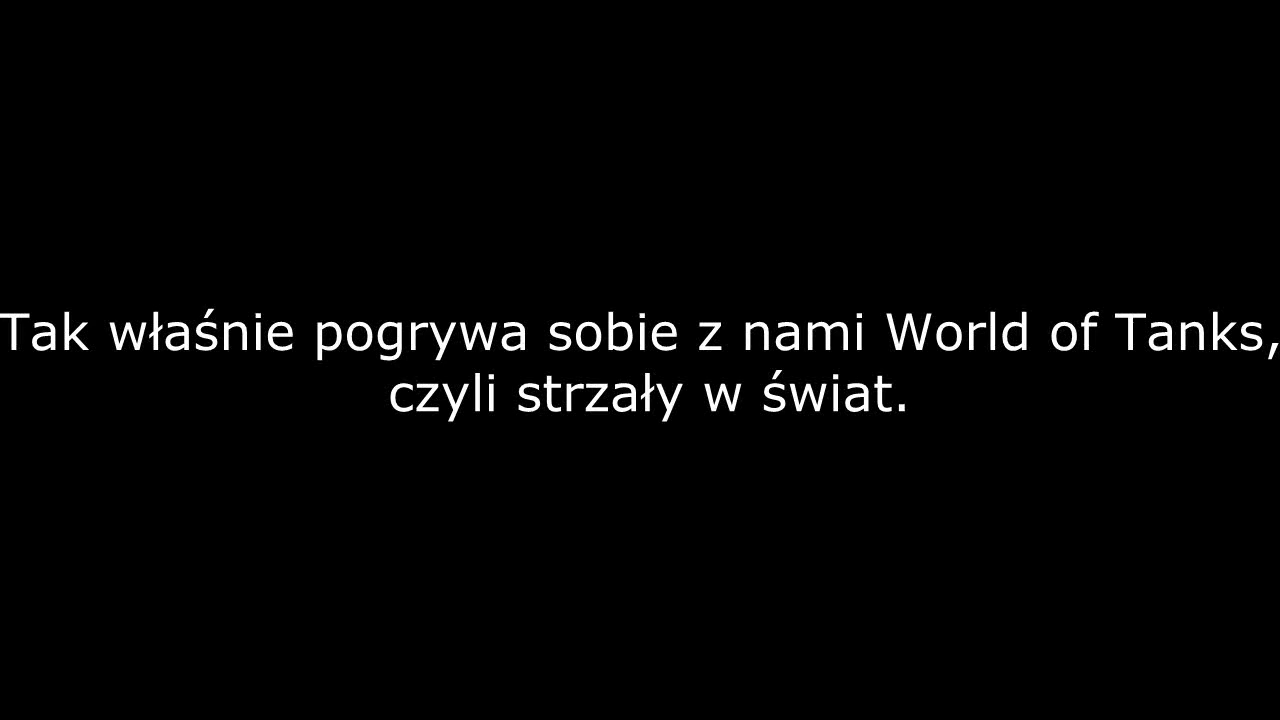 Tak właśnie pogrywa sobie z nami World of Tanks,
czyli strzały w świat.